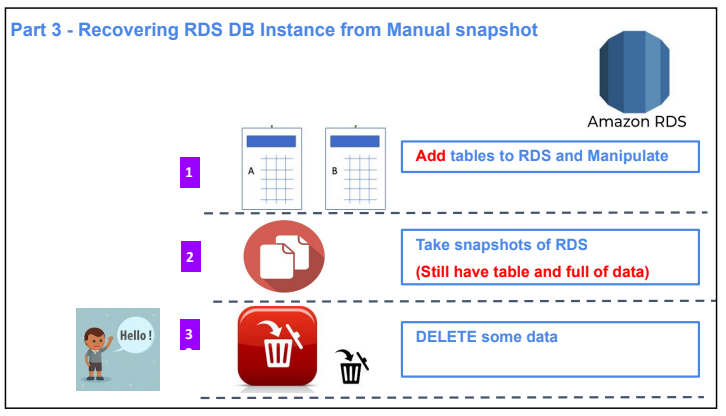 Part 3 - Recovering RDS DB Instance from Manual snapshot
Amazon RDS
1
A
B
Add tables to RDS and Manipulate
2
Take snapshots of RDS
(Still have table and full of data)
Hello !
3
DELETE some data